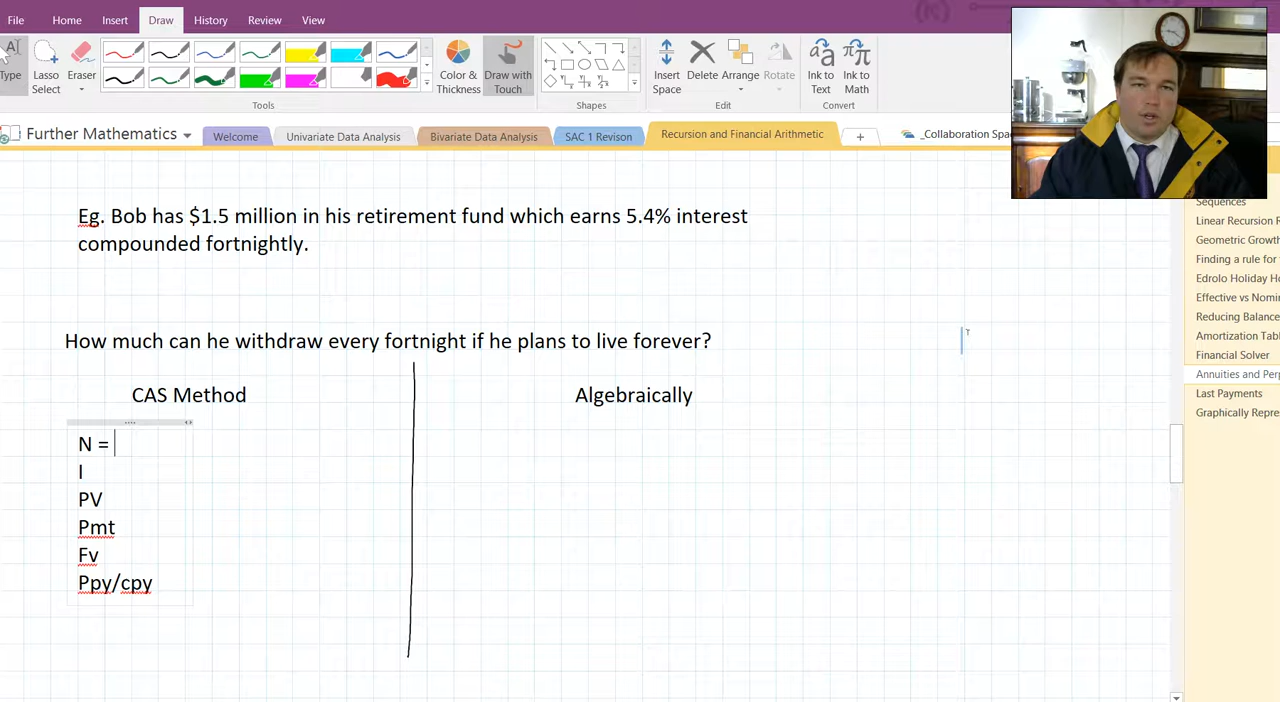 File Home Insert Draw History Review View
Type Lasso Select Eraser Color & Thickness Draw with Touch Insert Space Delete Arrange Rotate Ink to Text Ink to Math
Tools Shapes Edit Convert
Further Mathematics Welcome Univariate Data Analysis Bivariate Data Analysis SAC 1 Revison Recursion and Financial Arithmetic + _Collaboration Spac
Sequences
Linear Recursion R
Geometric Growth
Finding a rule for
Edrolo Holiday Ho
Effective vs Nomin
Reducing Balance
Amortization Tabl
Financial Solver
Annuities and Perp
Last Payments
Graphically Repre
Eg. Bob has $1.5 million in his retirement fund which earns 5.4% interest
compounded fortnightly.
How much can he withdraw every fortnight if he plans to live forever?
CAS Method Algebraically
N =
I
PV
Pmt
Fv
Ppy/cpy